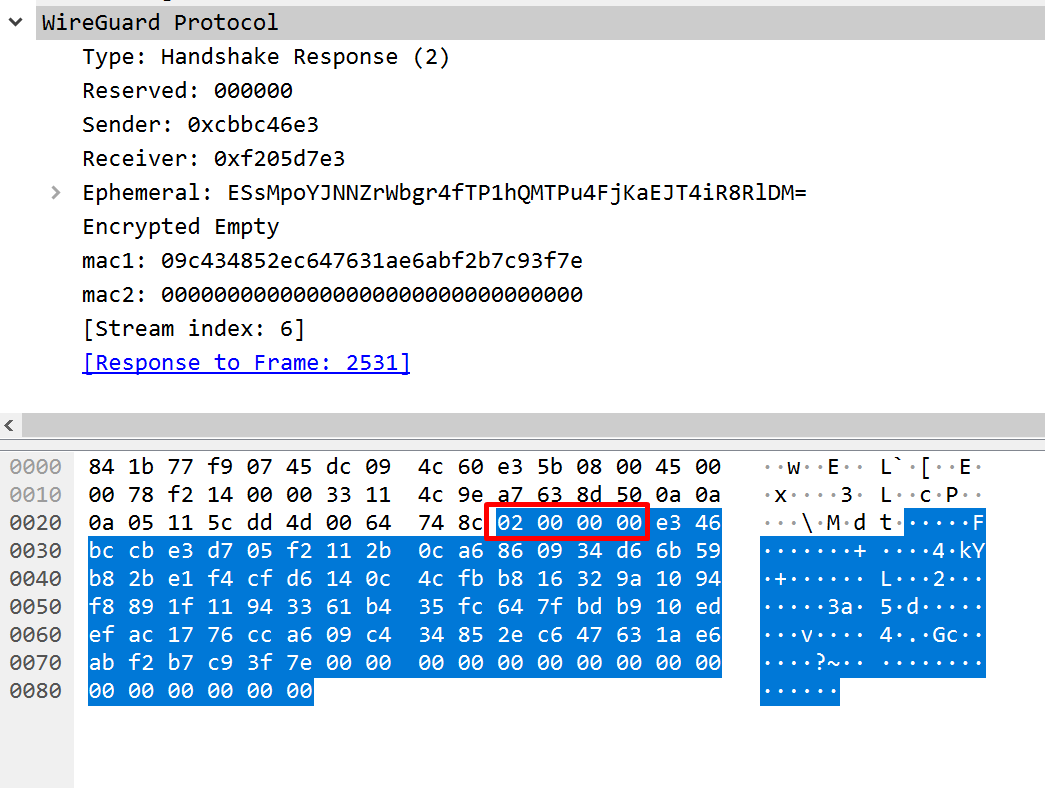 WireGuard Protocol
Type: Handshake Response (2)
Reserved: 000000
Sender: 0xcbbc46e3
Receiver: 0xf205d7e3
Ephemeral: ESsMpoYJNNZrWbgr4fTP1hQMTPu4FjKaEJT4iR8RlDM=
Encrypted Empty
mac1: 09c434852ec647631ae6abf2b7c93f7e
mac2: 00000000000000000000000000000000
[Stream index: 6]
[Response to Frame: 2531]
0000 84 1b 77 f9 07 45 dc 09 4c 60 e3 5b 08 00 45 00 ··w··E·· L`·[··E·
0010 00 78 f2 14 00 00 33 11 4c 9e a7 63 8d 50 0a 0a ·x····3· L··c·P··
0020 0a 05 11 5c dd 4d 00 64 74 8c 02 00 00 00 e3 46 ···\·M·d t······F
0030 bc cb e3 d7 05 f2 11 2b 0c a6 86 09 34 d6 6b 59 ·······+ ····4·kY
0040 b8 2b e1 f4 cf d6 14 0c 4c fb b8 16 32 9a 10 94 ·+······ L···2···
0050 f8 89 1f 11 94 33 61 b4 35 fc 64 7f bd b9 10 ed ·····3a· 5·d·····
0060 ef ac 17 76 cc a6 09 c4 34 85 2e c6 47 63 1a e6 ···v···· 4·.·Gc··
0070 ab f2 b7 c9 3f 7e 00 00 00 00 00 00 00 00 00 00 ····?~·· ········
0080 00 00 00 00 00 00 ······